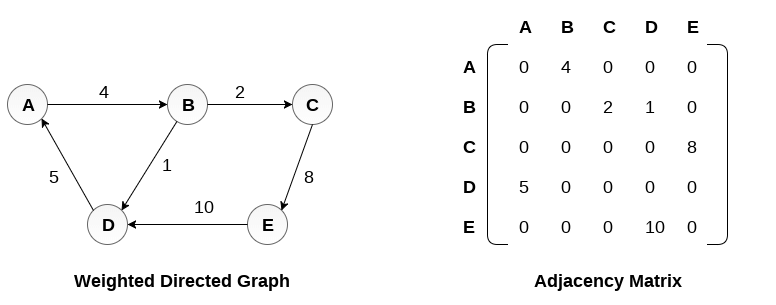 A B C D E
A 0 4 0 0 0
B 0 0 2 1 0
C 0 0 0 0 8
D 5 0 0 0 0
E 0 0 0 10 0
A 4 B 2 C
5 1 8
D 10 E
Weighted Directed Graph
Adjacency Matrix